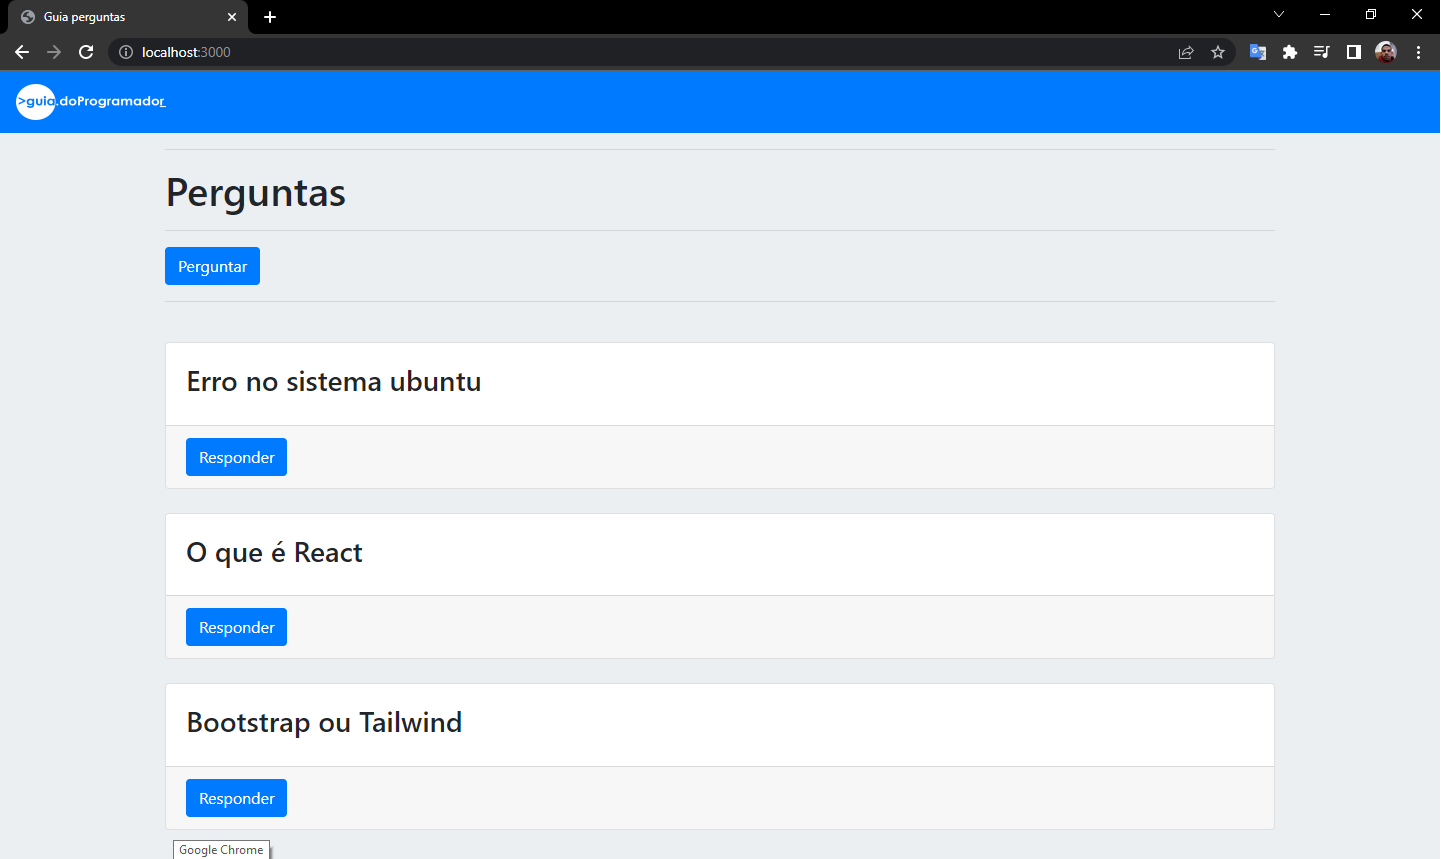 Guia perguntas
localhost:3000
>guia.doProgramador_
Perguntas
Perguntar
Erro no sistema ubuntu
Responder
O que é React
Responder
Bootstrap ou Tailwind
Responder
Google Chrome